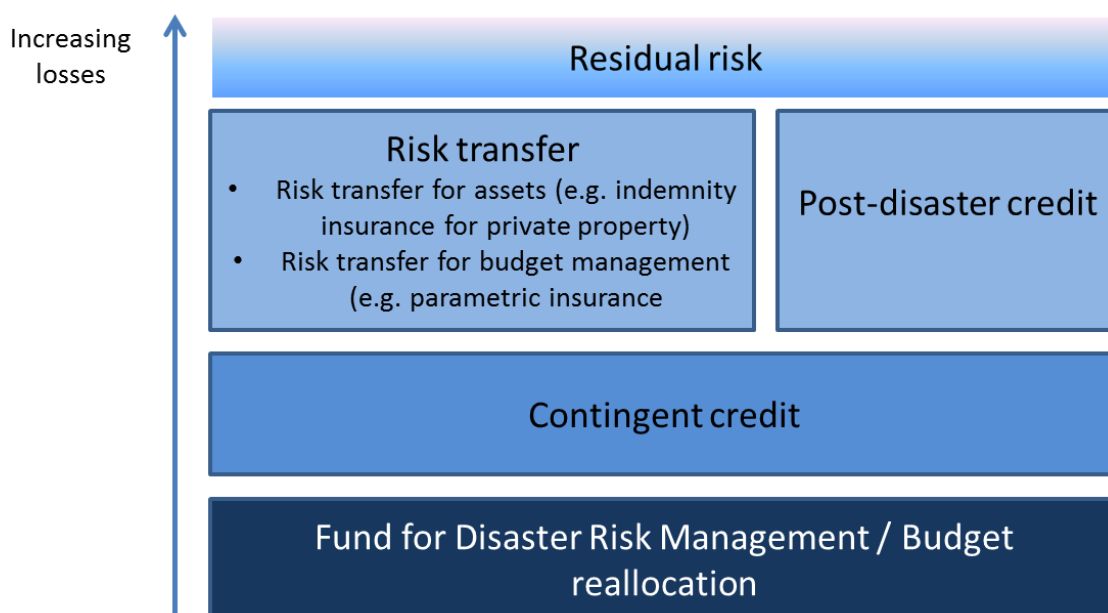 Increasing
losses
Residual risk
Risk transfer
• Risk transfer for assets (e.g. indemnity
insurance for private property)
• Risk transfer for budget management
(e.g. parametric insurance
Post-disaster credit
Contingent credit
Fund for Disaster Risk Management / Budget
reallocation